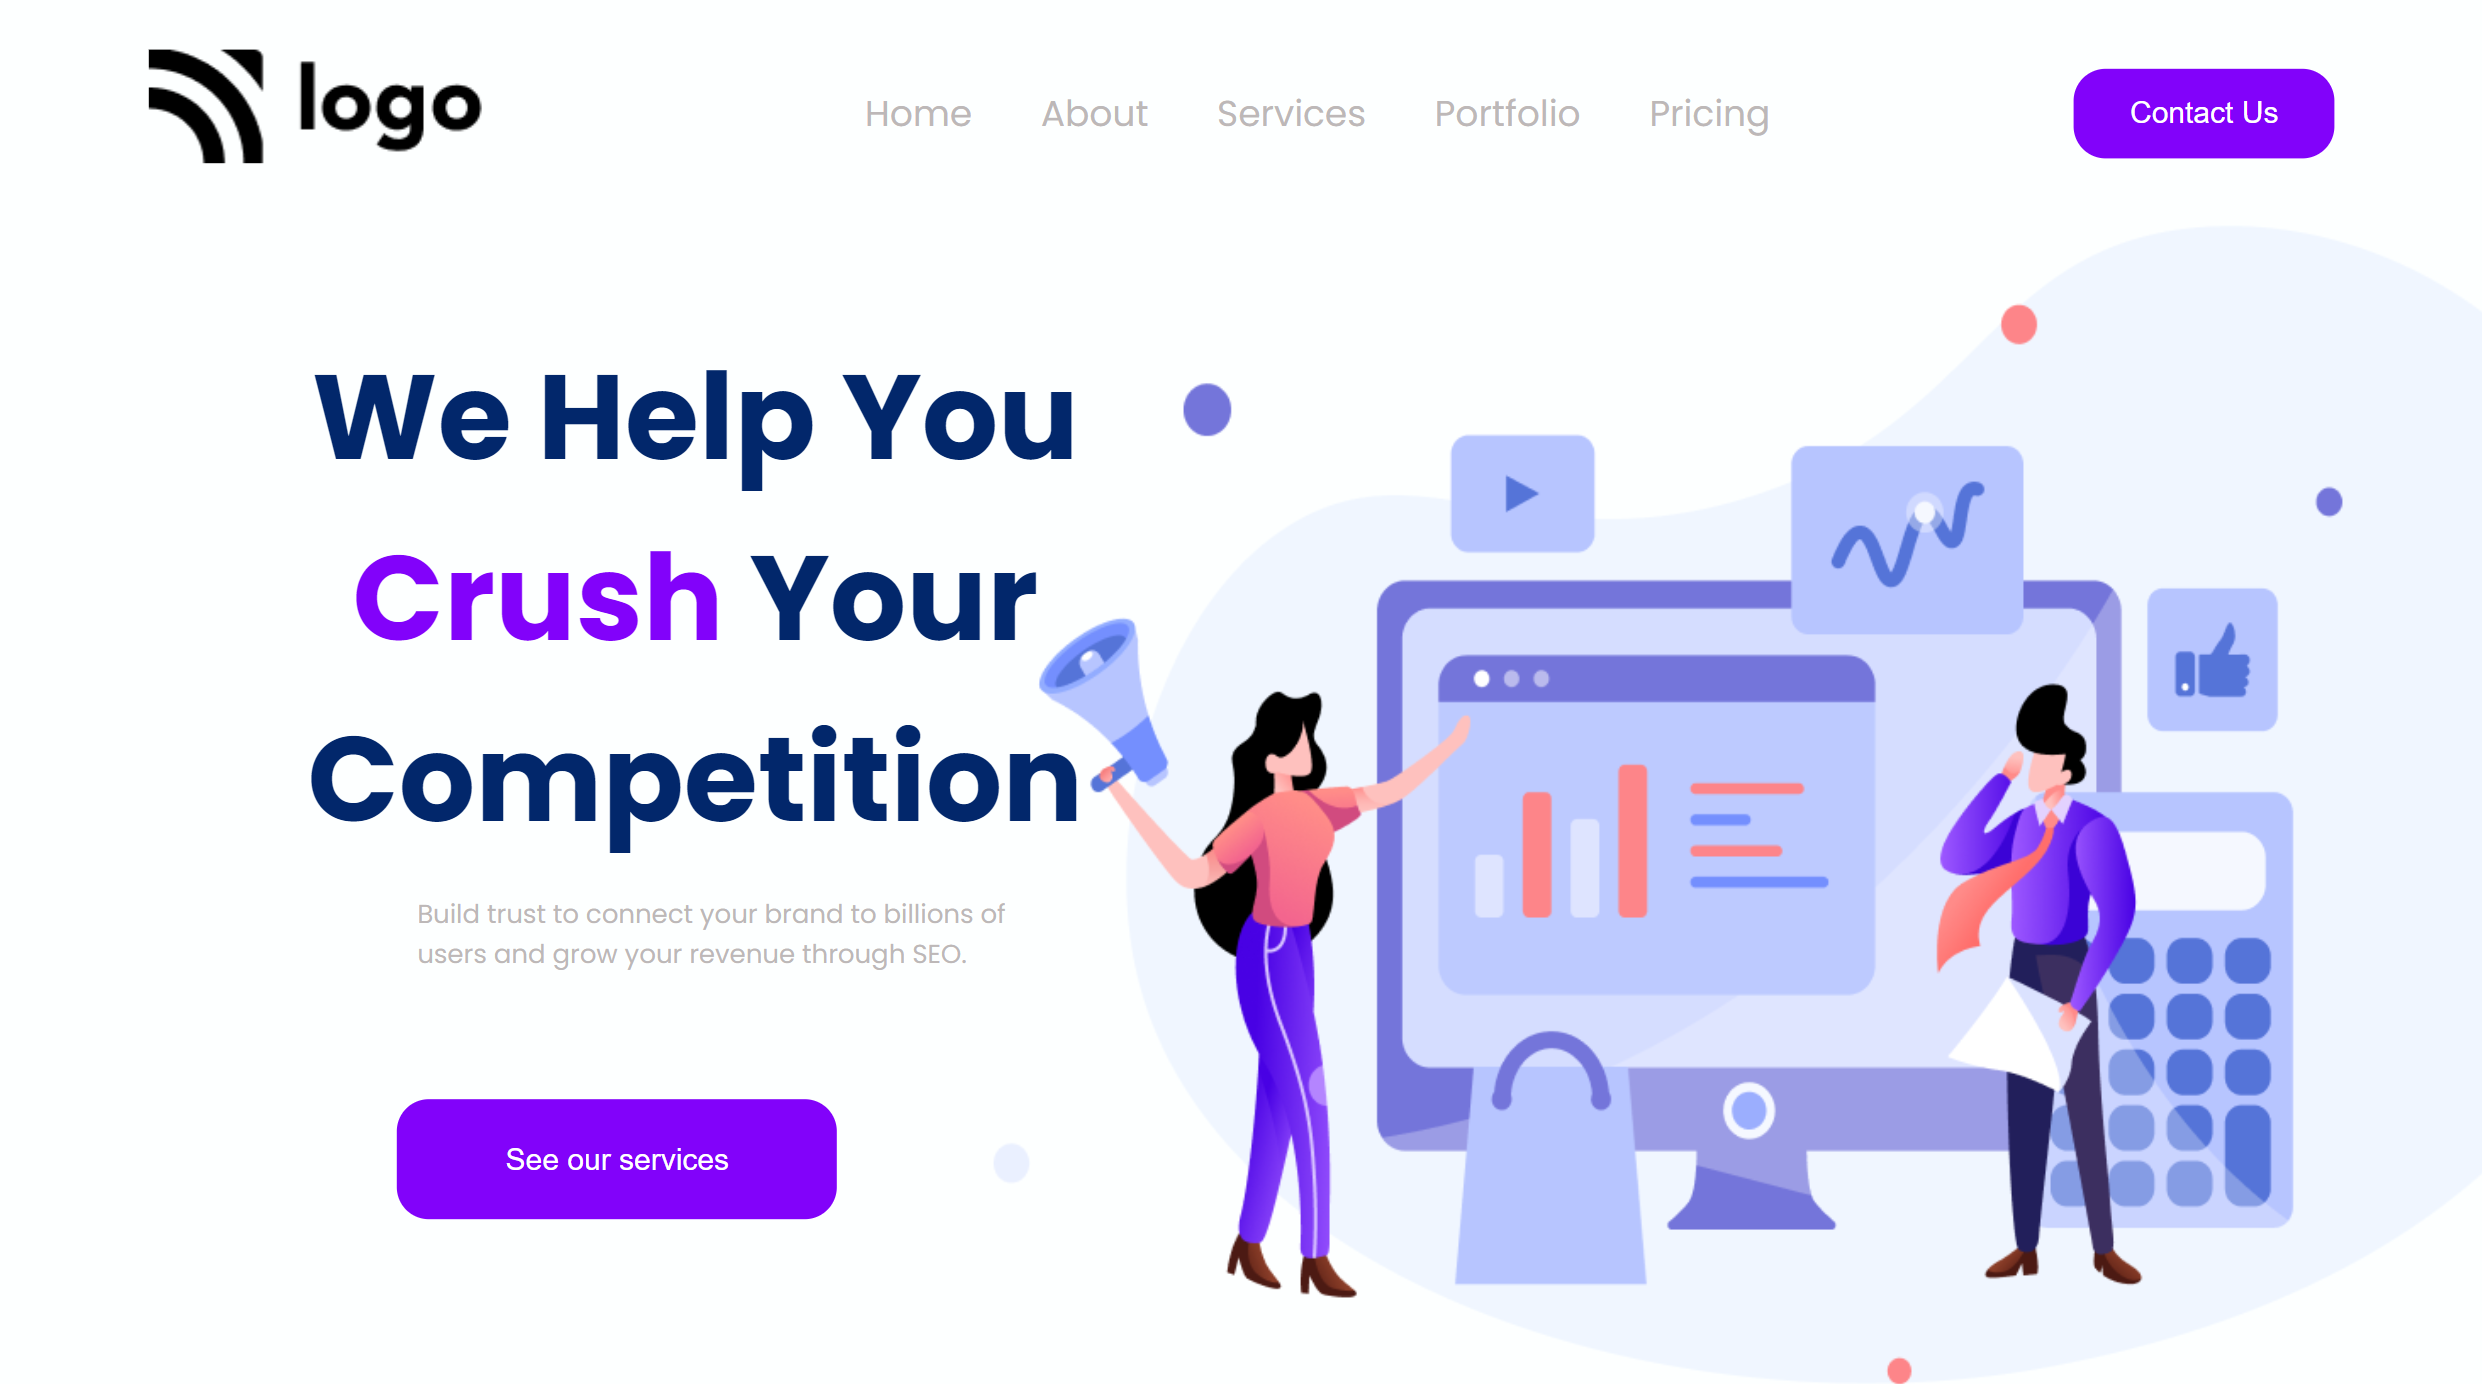 logo
Home About Services Portfolio Pricing
Contact Us
We Help You
Crush Your
Competition
Build trust to connect your brand to billions of
users and grow your revenue through SEO.
See our services